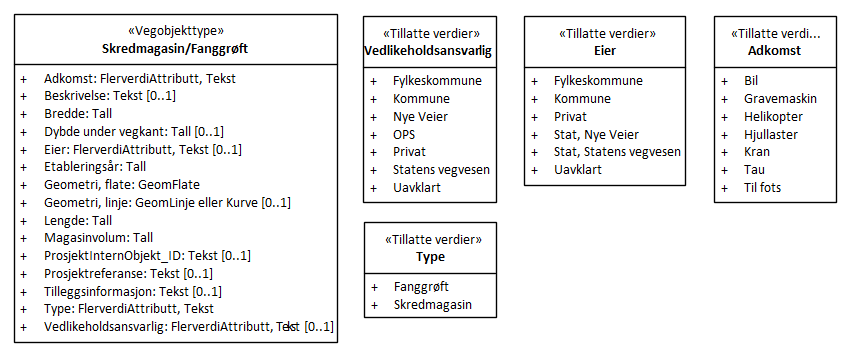 «Vegobjekttype»
Skredmagasin/Fanggrøft
+ Adkomst: FlerverdiAttributt, Tekst
+ Beskrivelse: Tekst [0..1]
+ Bredde: Tall
+ Dybde under vegkant: Tall [0..1]
+ Eier: FlerverdiAttributt, Tekst [0..1]
+ Etableringsår: Tall
+ Geometri, flate: GeomFlate
+ Geometri, linje: GeomLinje eller Kurve [0..1]
+ Lengde: Tall
+ Magasinvolum: Tall
+ ProsjektInternObjekt_ID: Tekst [0..1]
+ Prosjektreferanse: Tekst [0..1]
+ Tilleggsinformasjon: Tekst [0..1]
+ Type: FlerverdiAttributt, Tekst
+ Vedlikeholdsansvarlig: FlerverdiAttributt, Tekst [0..1]
«Tillatte verdier»
Vedlikeholdsansvarlig
+ Fylkeskommune
+ Kommune
+ Nye Veier
+ OPS
+ Privat
+ Statens vegvesen
+ Uavklart
«Tillatte verdier»
Eier
+ Fylkeskommune
+ Kommune
+ Privat
+ Stat, Nye Veier
+ Stat, Statens vegvesen
+ Uavklart
«Tillatte verdi...
Adkomst
+ Bil
+ Gravemaskin
+ Helikopter
+ Hjullaster
+ Kran
+ Tau
+ Til fots
«Tillatte verdier»
Type
+ Fanggrøft
+ Skredmagasin